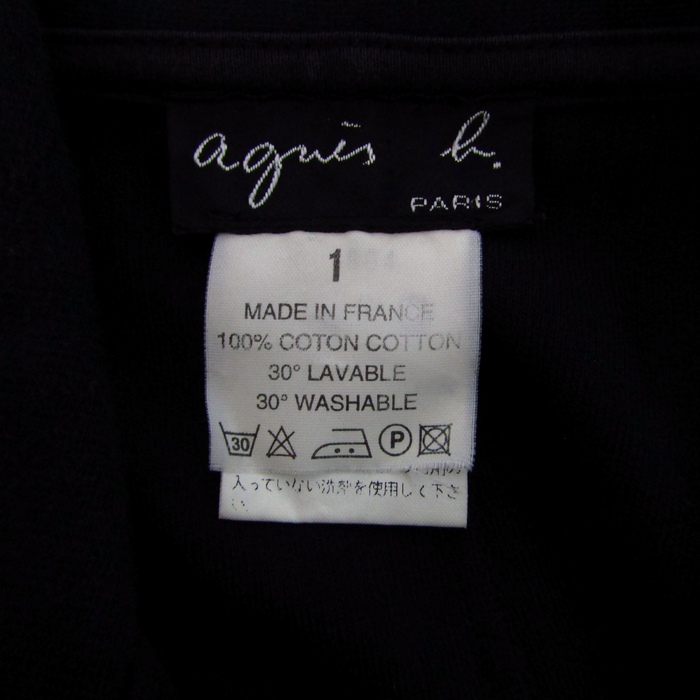 agnès b.
PARIS
1
MADE IN FRANCE
100% COTON COTTON
30° LAVABLE
30° WASHABLE
30 P
入っていない洗剤を使用して下さ
い